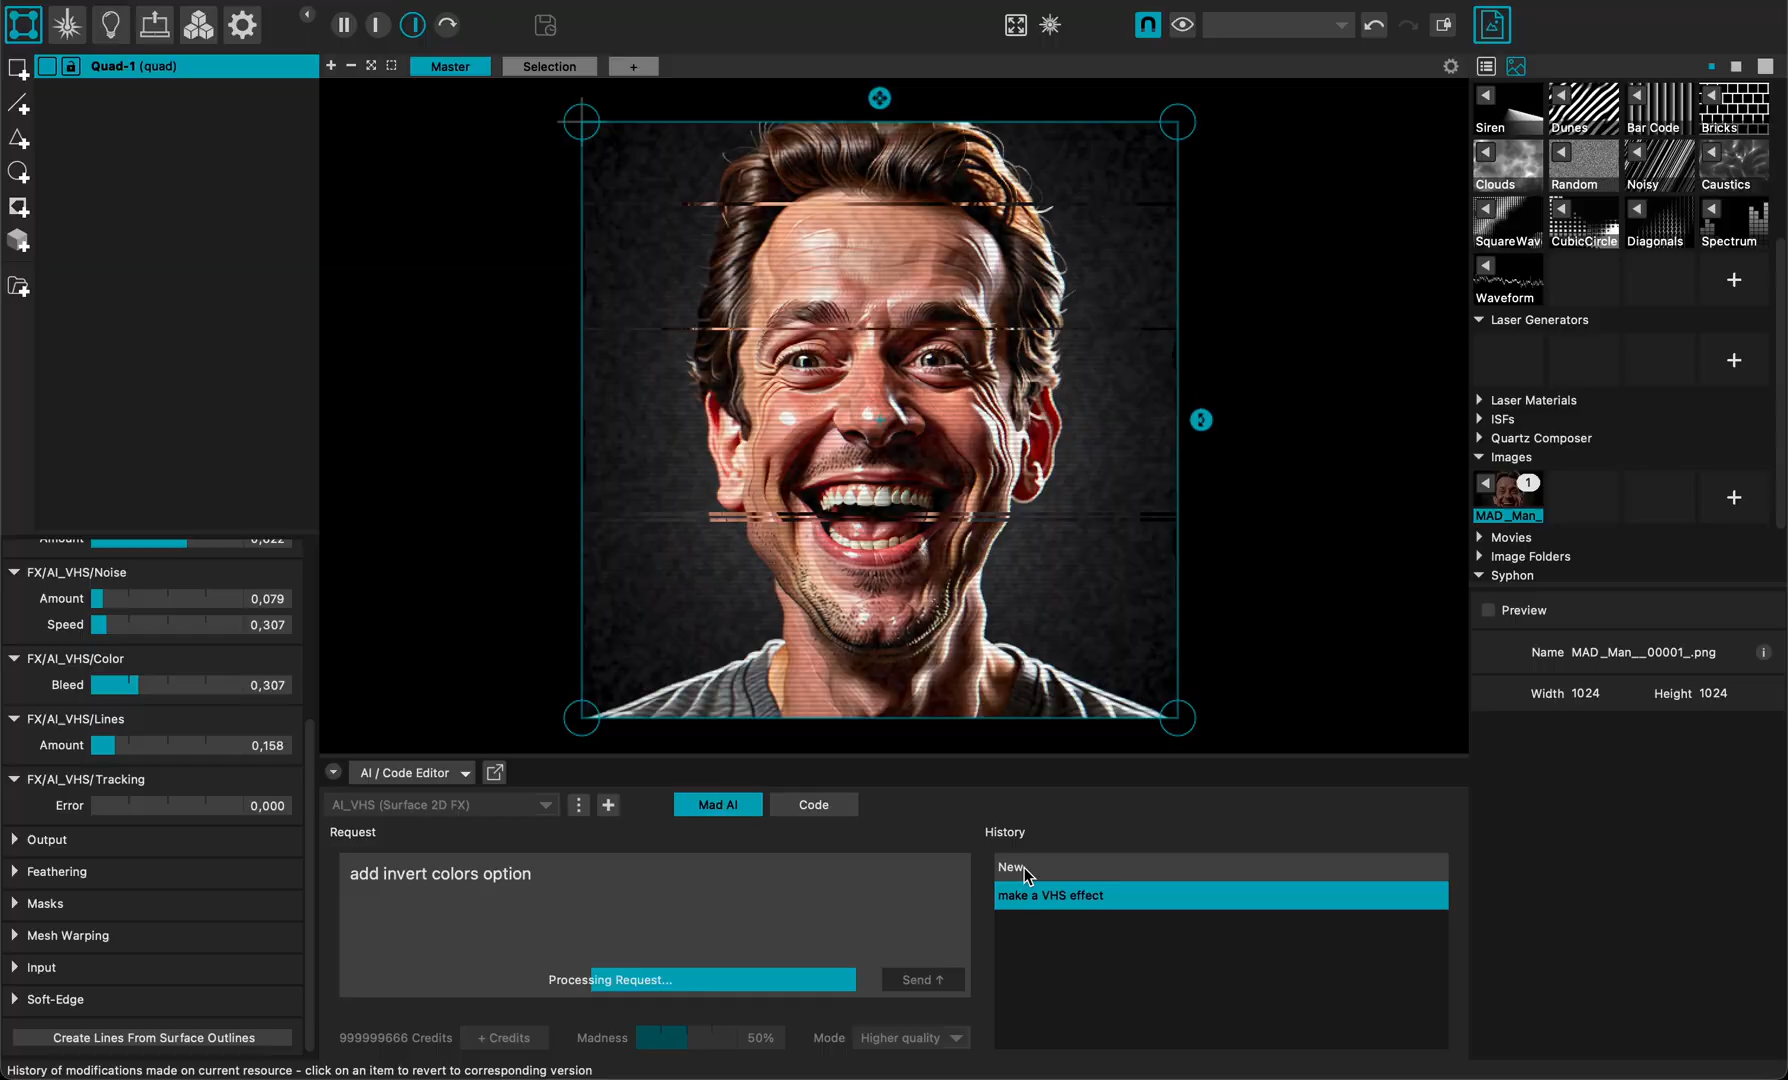 Quad-1 (quad)
Master
Selection
+
Siren
Dunes
Bar Code
Bricks
Clouds
Random
Noisy
Caustics
SquareWav
CubicCircle
Diagonals
Spectrum
Waveform
+
Laser Generators
+
Laser Materials
ISFs
Quartz Composer
Images
1
MAD_Man_
+
Movies
Image Folders
Syphon
Preview
Name MAD_Man__00001_.png
Width 1024 Height 1024
Amount 0,622
FX/AI_VHS/Noise
Amount 0,079
Speed 0,307
FX/AI_VHS/Color
Bleed 0,307
FX/AI_VHS/Lines
Amount 0,158
FX/AI_VHS/Tracking
Error 0,000
Output
Feathering
Masks
Mesh Warping
Input
Soft-Edge
Create Lines From Surface Outlines
AI / Code Editor
AI_VHS (Surface 2D FX)
Mad AI
Code
Request
add invert colors option
Processing Request...
Send ↑
History
New
make a VHS effect
999999666 Credits
+ Credits
Madness 50%
Mode Higher quality
History of modifications made on current resource - click on an item to revert to corresponding version